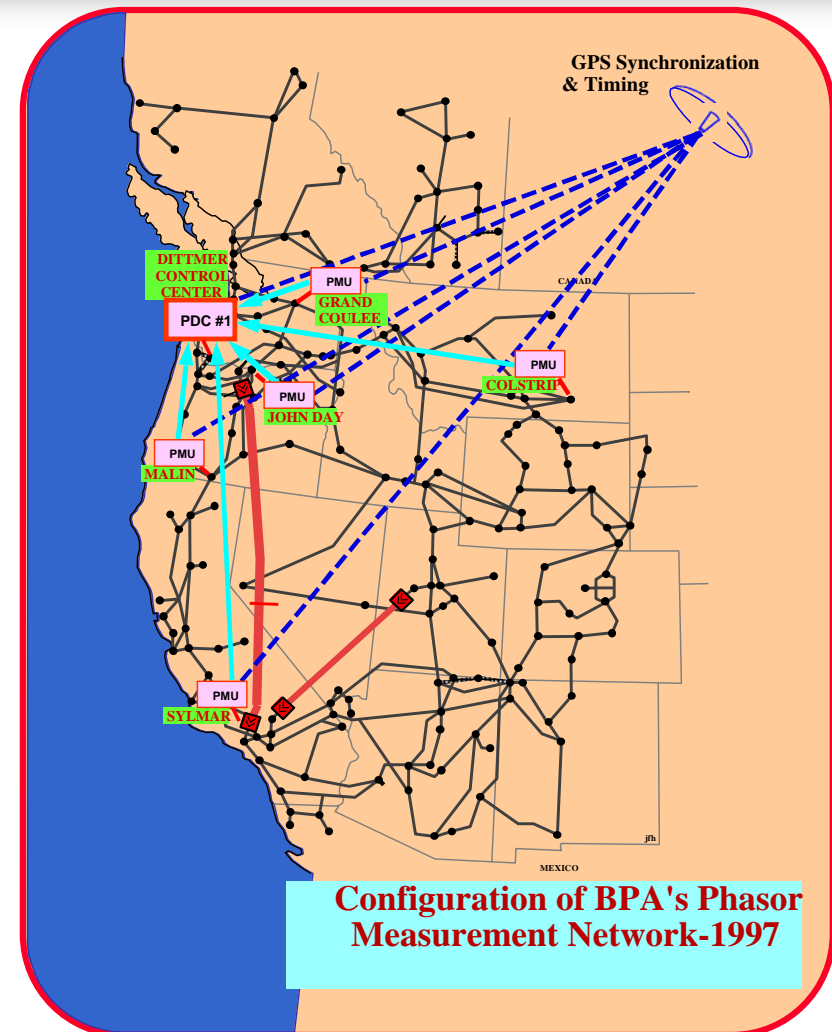 GPS Synchronization
& Timing
DITTMER
CONTROL
CENTER
PMU
CANADA
PDC #1
GRAND
COULEE
PMU
COLSTRIP
PMU
JOHN DAY
PMU
MALIN
PMU
SYLMAR
jfh
MEXICO
Configuration of BPA's Phasor
Measurement Network-1997